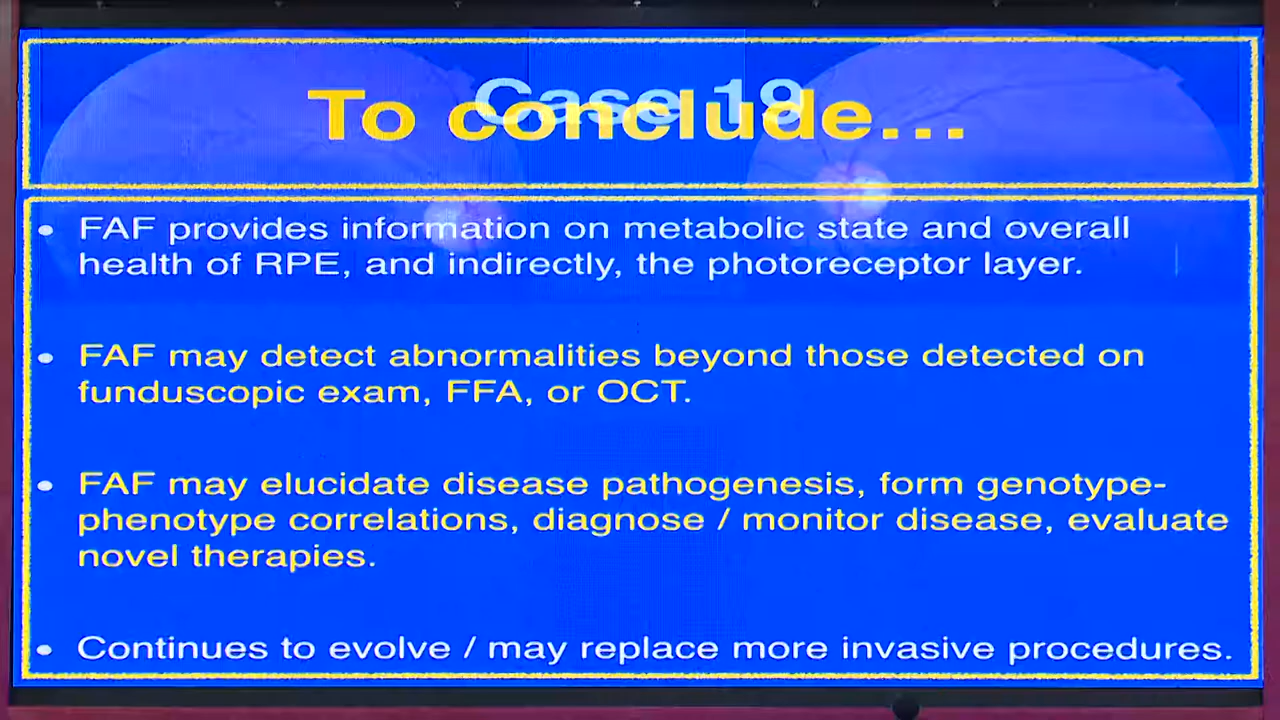 Case 19
To conclude...
• FAF provides information on metabolic state and overall
health of RPE, and indirectly, the photoreceptor layer.
• FAF may detect abnormalities beyond those detected on
funduscopic exam, FFA, or OCT.
• FAF may elucidate disease pathogenesis, form genotype-
phenotype correlations, diagnose / monitor disease, evaluate
novel therapies.
• Continues to evolve / may replace more invasive procedures.